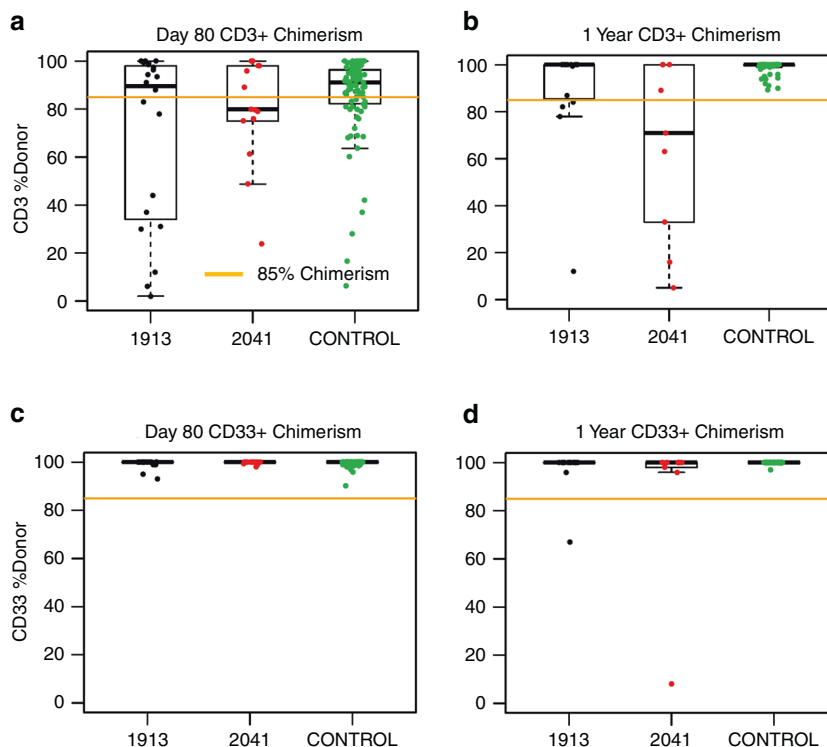 a
Day 80 CD3+ Chimerism
CD3 %Donor
100
80
60
40
20
0
85% Chimerism
1913 2041 CONTROL
b
1 Year CD3+ Chimerism
100
80
60
40
20
0
1913 2041 CONTROL
c
Day 80 CD33+ Chimerism
CD33 %Donor
100
80
60
40
20
0
1913 2041 CONTROL
d
1 Year CD33+ Chimerism
100
80
60
40
20
0
1913 2041 CONTROL